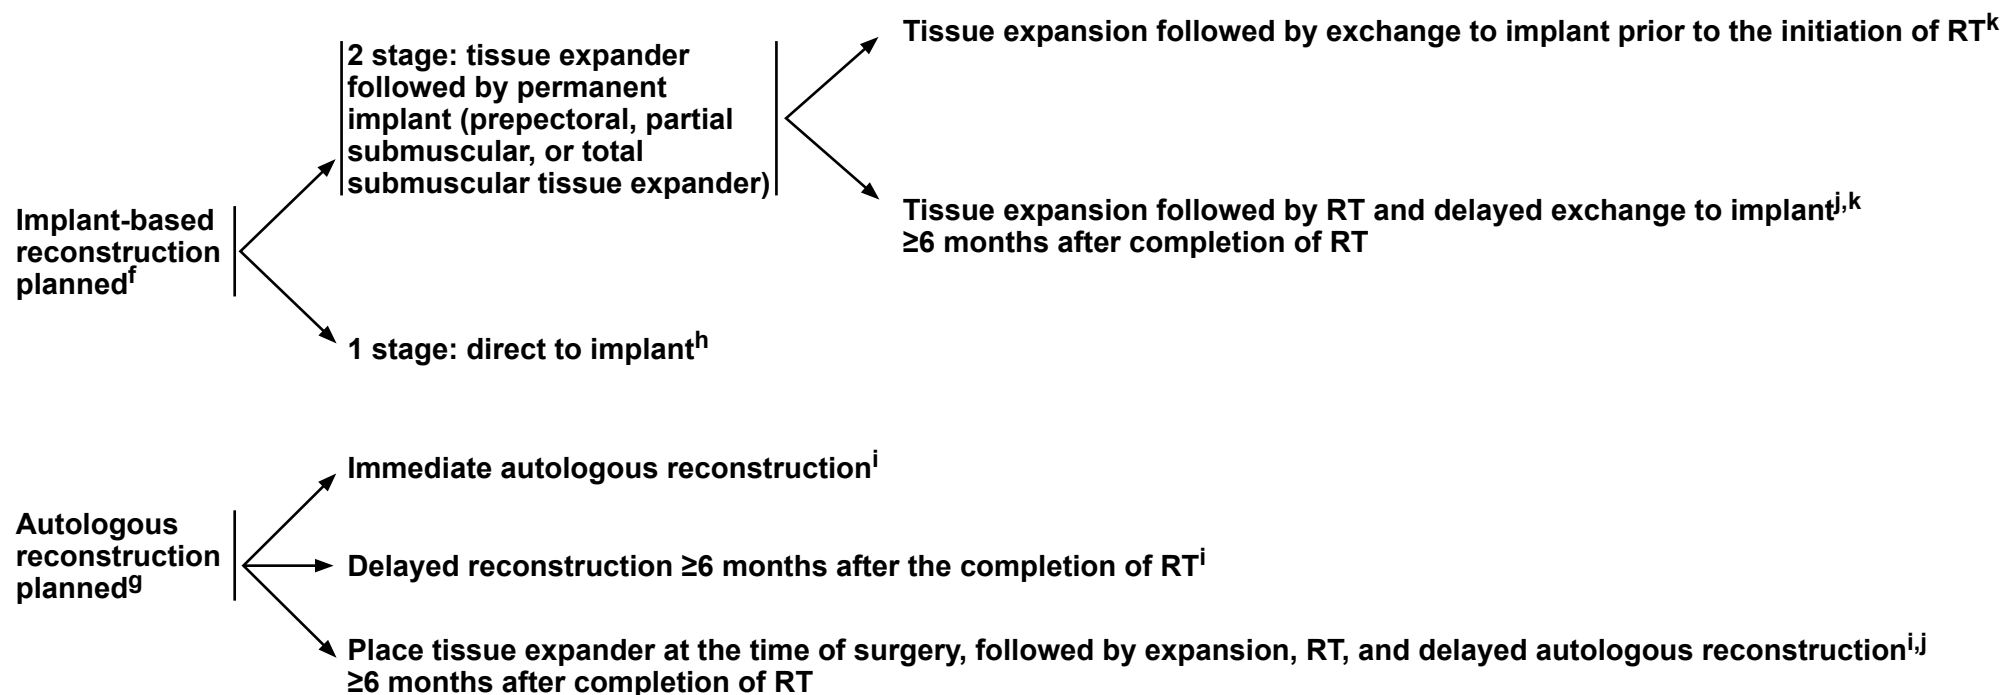 Implant-based
reconstruction
plannedf
2 stage: tissue expander
followed by permanent
implant (prepectoral, partial
submuscular, or total
submuscular tissue expander)
Tissue expansion followed by exchange to implant prior to the initiation of RTk
Tissue expansion followed by RT and delayed exchange to implantj,k
≥6 months after completion of RT
1 stage: direct to implanth
Autologous
reconstruction
plannedg
Immediate autologous reconstructioni
Delayed reconstruction ≥6 months after the completion of RTi
Place tissue expander at the time of surgery, followed by expansion, RT, and delayed autologous reconstructioni,j
≥6 months after completion of RT